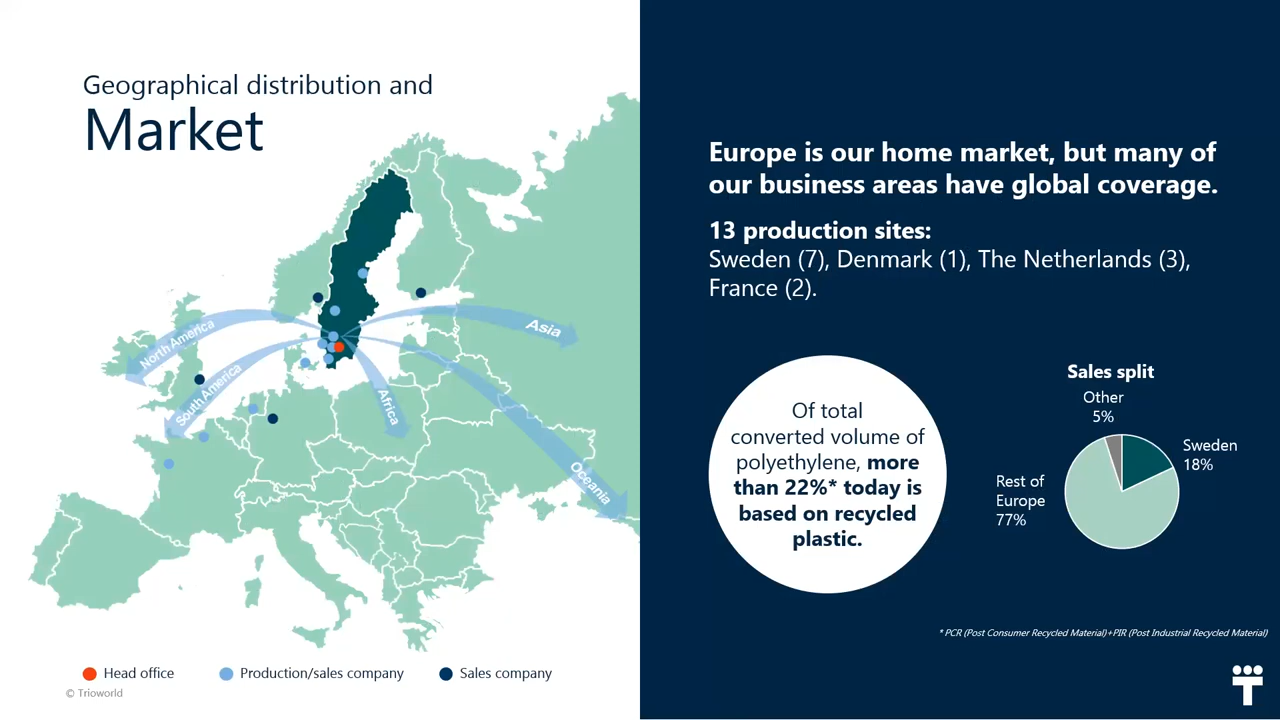 Geographical distribution and
Market
North America
South America
Africa
Asia
Oceania
Head office
Production/sales company
Sales company
© Trioworld
Europe is our home market, but many of
our business areas have global coverage.
13 production sites:
Sweden (7), Denmark (1), The Netherlands (3),
France (2).
Of total
converted volume of
polyethylene, more
than 22%* today is
based on recycled
plastic.
Sales split
Other
5%
Sweden
18%
Rest of
Europe
77%
* PCR (Post Consumer Recycled Material)+PIR (Post Industrial Recycled Material)